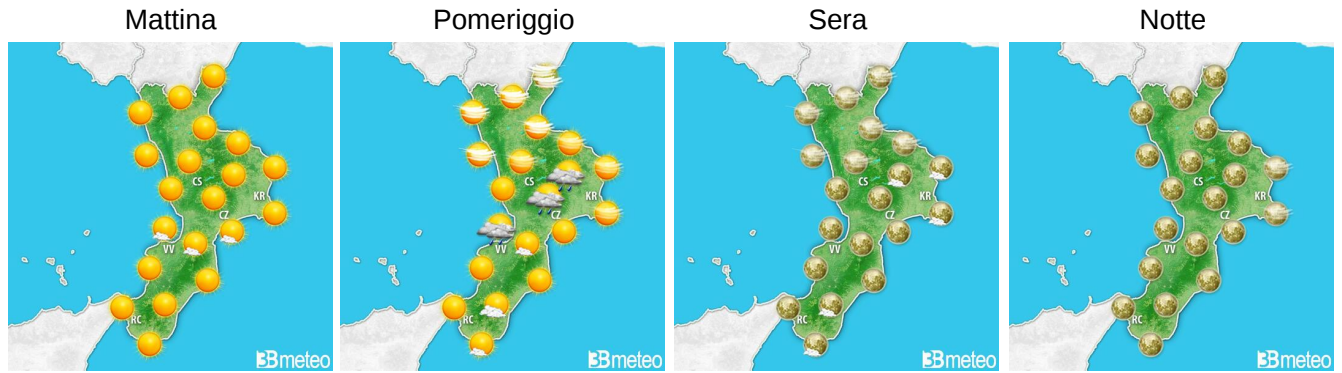 Mattina
Pomeriggio
Sera
Notte
CS
KR
CZ
VV
RC
3Bmeteo
CS
KR
CZ
VV
RC
3Bmeteo
CS
KR
CZ
VV
RC
3Bmeteo
CS
KR
CZ
VV
RC
3Bmeteo